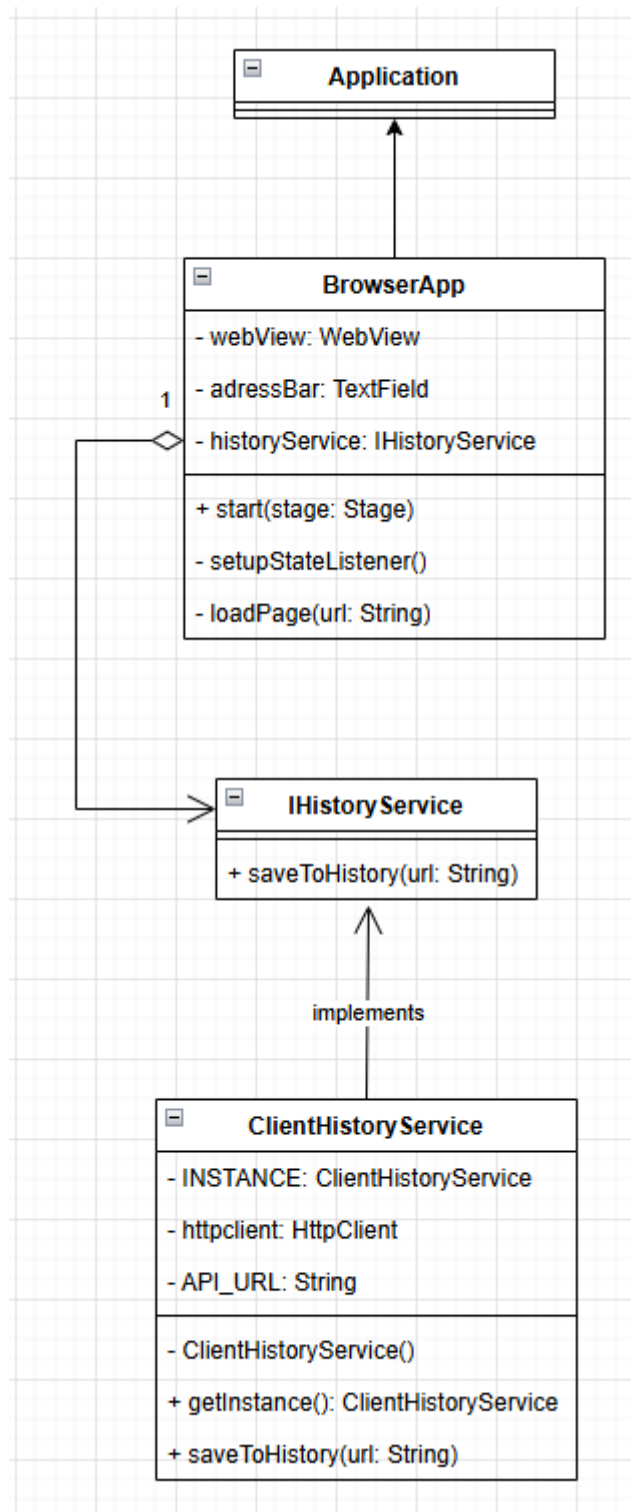 Application
BrowserApp
- webView: WebView
- adressBar: TextField
1
- historyService: IHistoryService
+ start(stage: Stage)
- setupStateListener()
- loadPage(url: String)
IHistoryService
+ saveToHistory(url: String)
implements
ClientHistoryService
- INSTANCE: ClientHistoryService
- httpclient: HttpClient
- API_URL: String
- ClientHistoryService()
+ getInstance(): ClientHistoryService
+ saveToHistory(url: String)